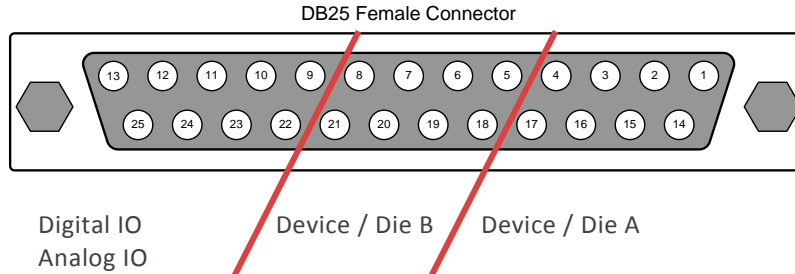 DB25 Female Connector
13 12 11 10 9 8 7 6 5 4 3 2 1
25 24 23 22 21 20 19 18 17 16 15 14
Digital IO Device / Die B Device / Die A
Analog IO